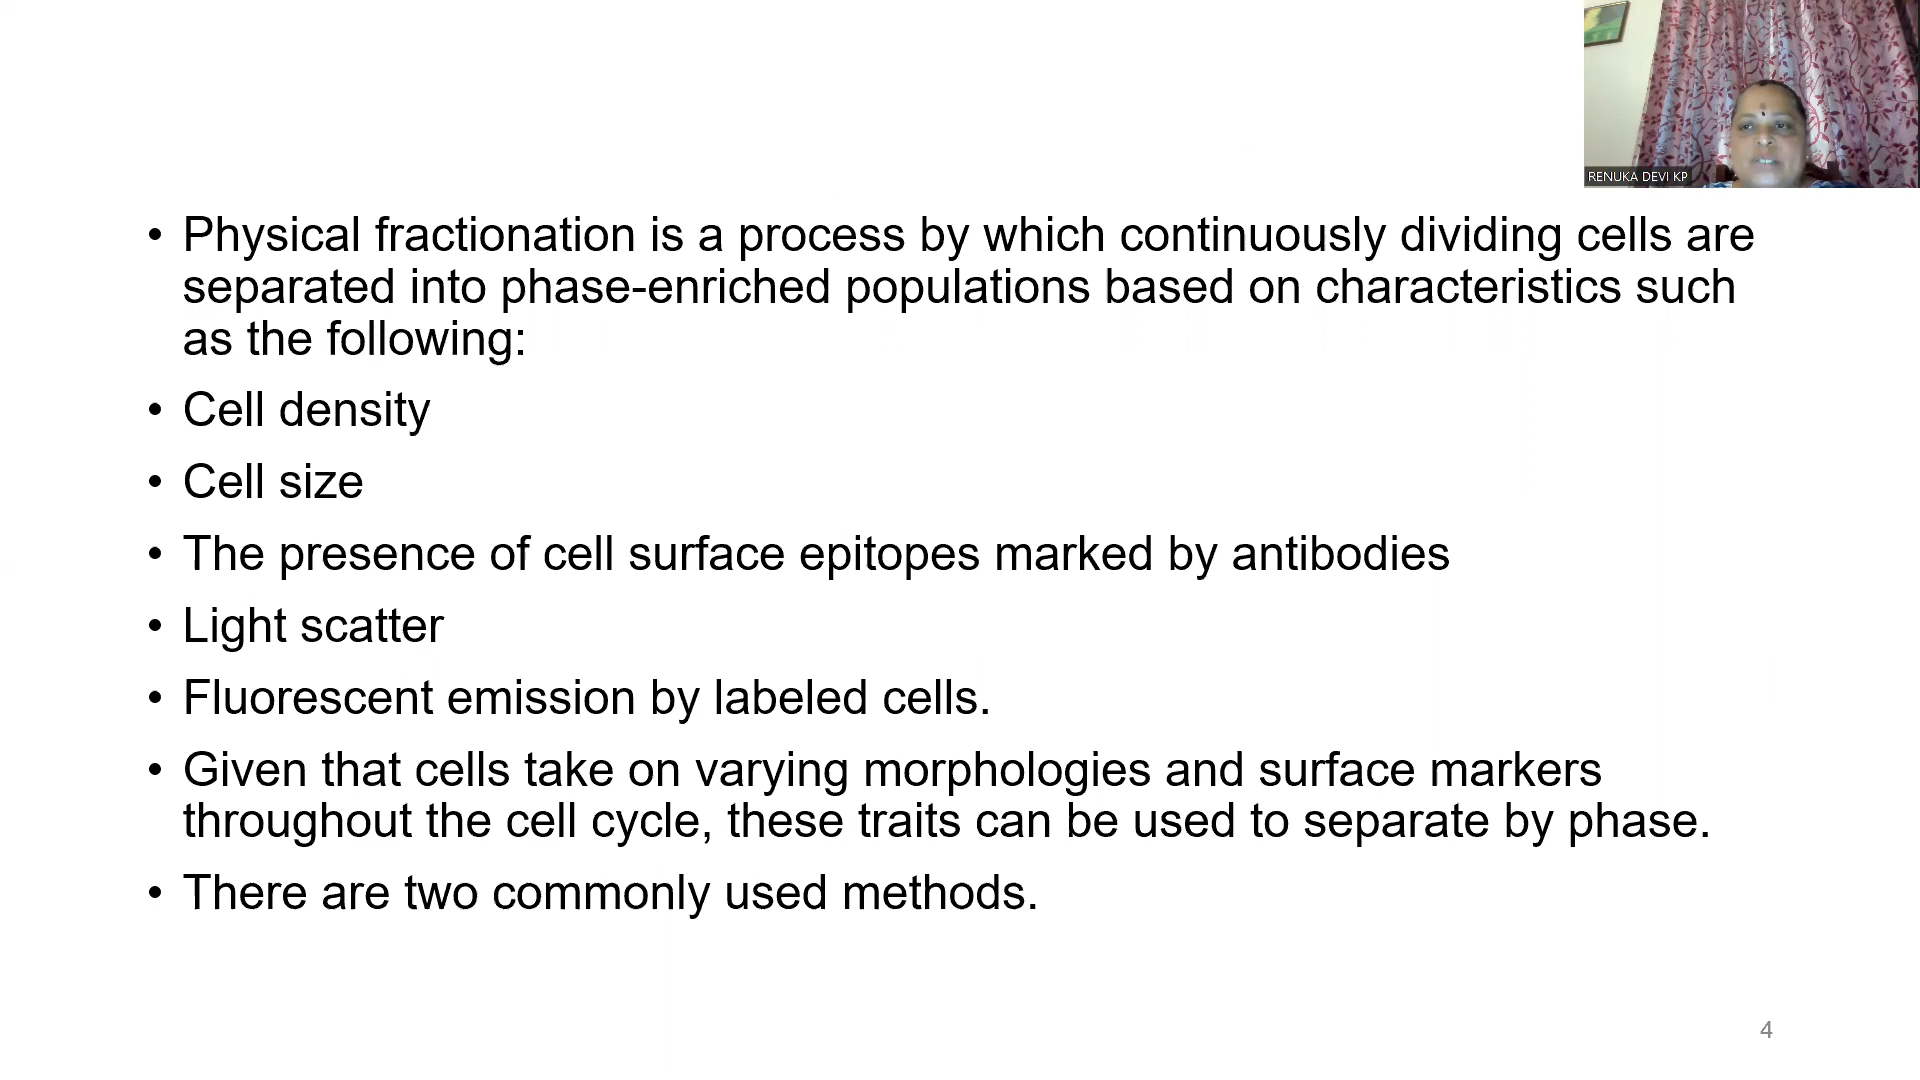 RENUKA DEVI KP
• Physical fractionation is a process by which continuously dividing cells are
separated into phase-enriched populations based on characteristics such
as the following:
• Cell density
• Cell size
• The presence of cell surface epitopes marked by antibodies
• Light scatter
• Fluorescent emission by labeled cells.
• Given that cells take on varying morphologies and surface markers
throughout the cell cycle, these traits can be used to separate by phase.
• There are two commonly used methods.
4